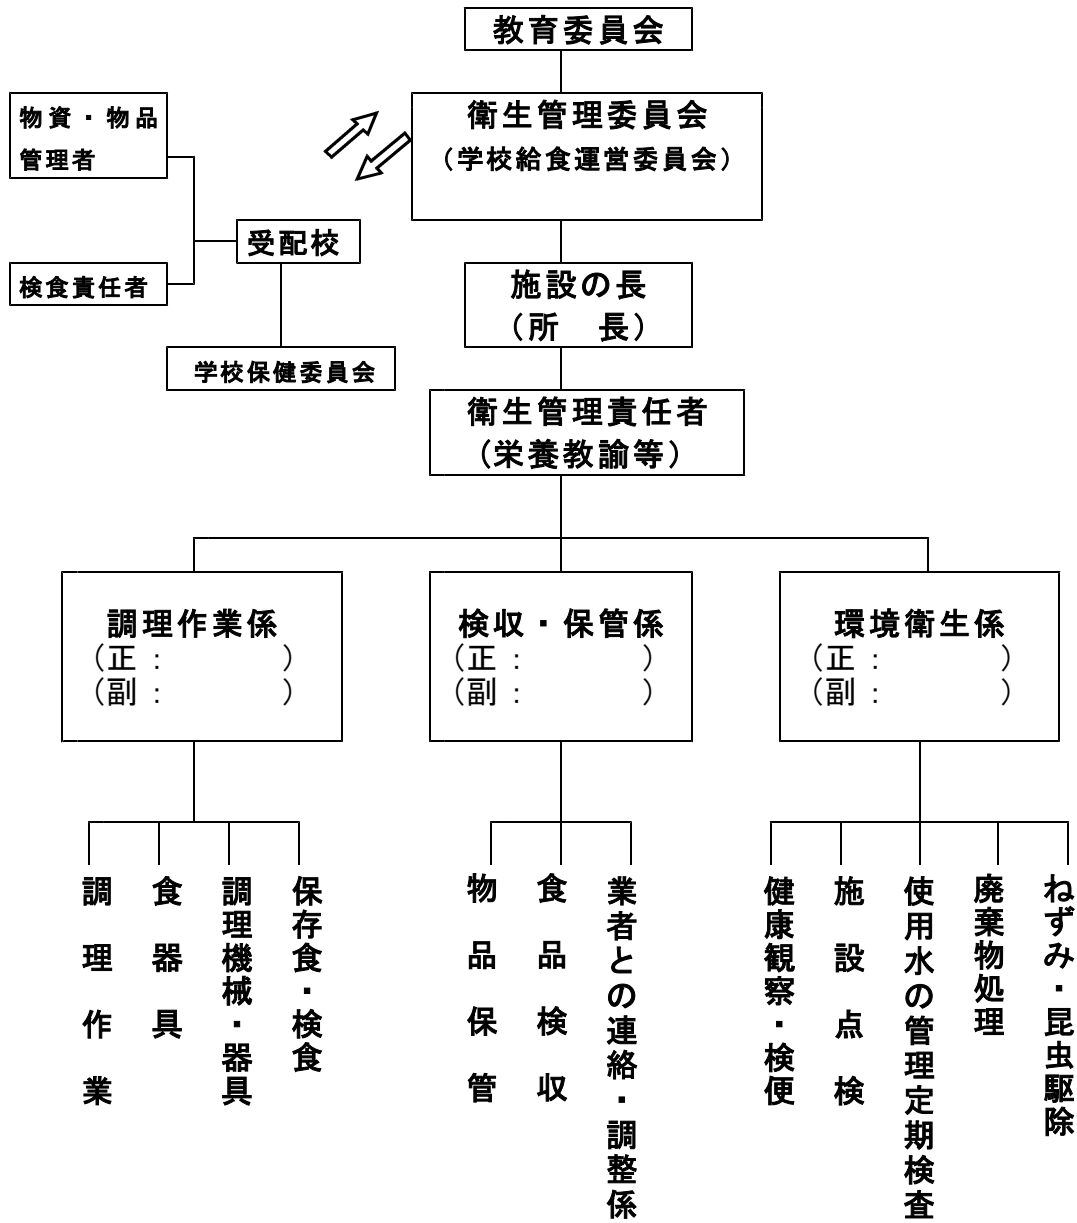 教育委員会
物資・物品
管理者
衛生管理委員会
（学校給食運営委員会）
受配校
検食責任者
施設の長
（所　長）
学校保健委員会
衛生管理責任者
（栄養教諭等）
調理作業係
（正：　　　　）
（副：　　　　）
検収・保管係
（正：　　　　）
（副：　　　　）
環境衛生係
（正：　　　　）
（副：　　　　）
調理作業
食器具
調理機械・器具
保存食・検食
物品保管
食品検収
業者との連絡・調整係
健康観察・検便
施設点検
使用水の管理定期検査
廃棄物処理
ねずみ・昆虫駆除